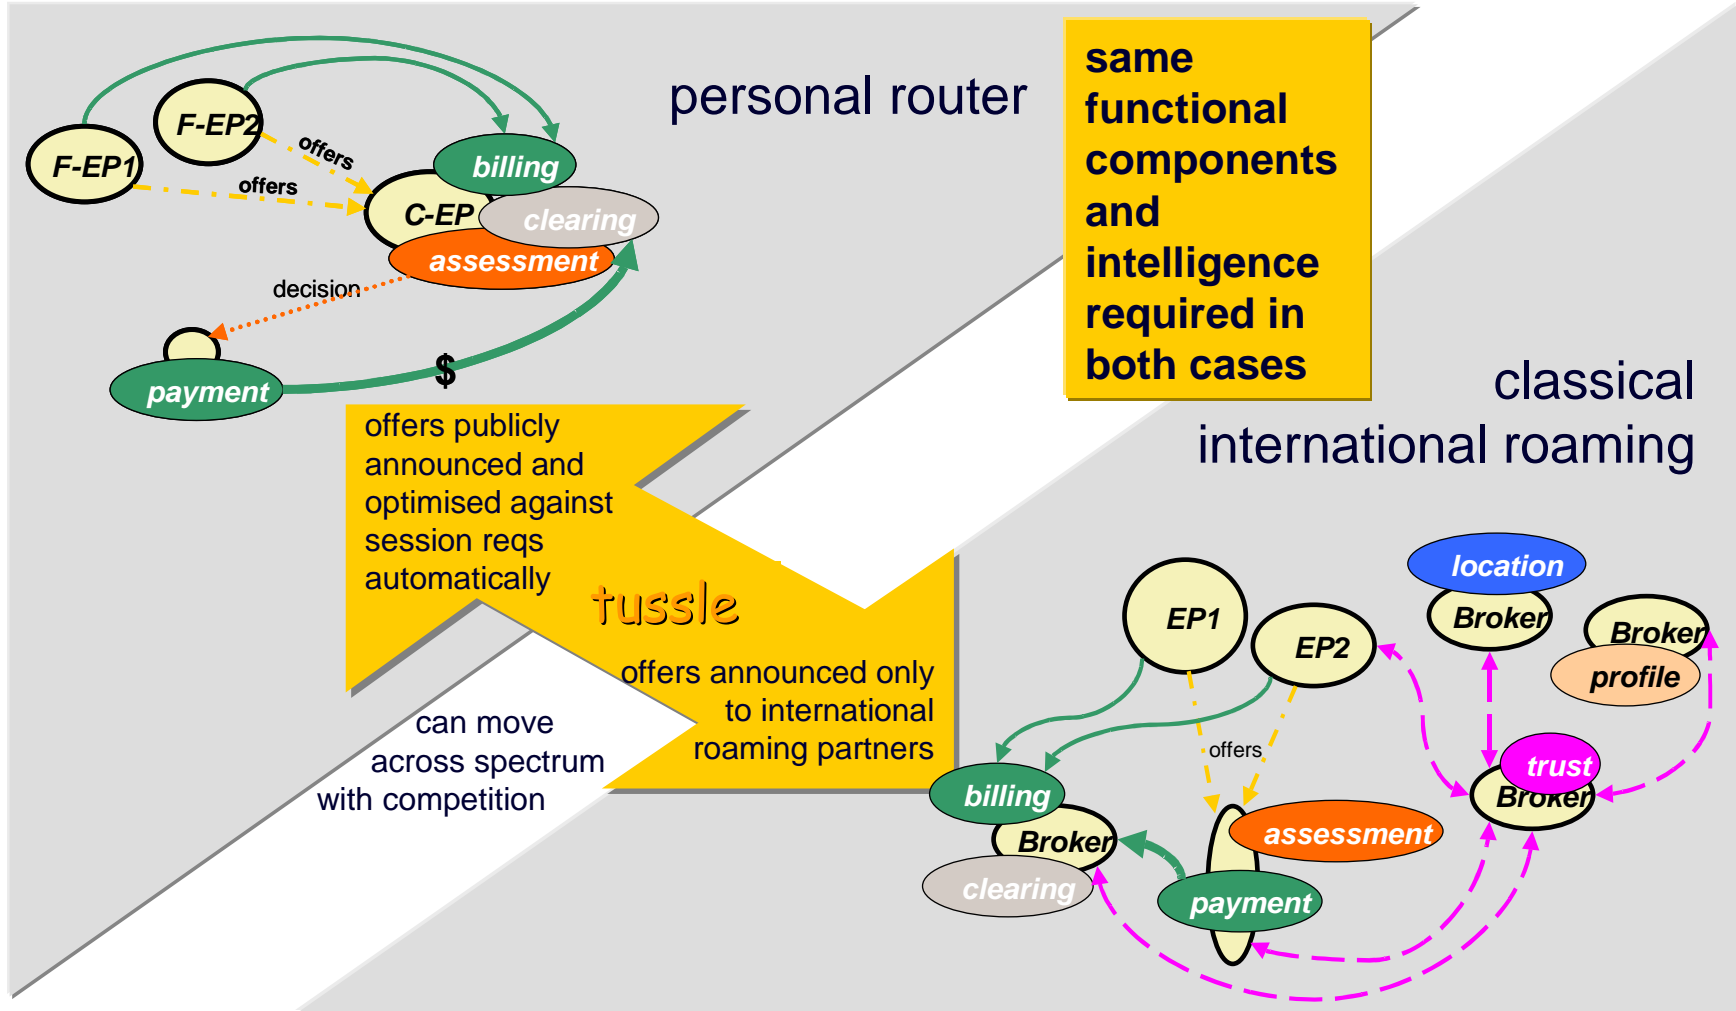 personal router
same
functional
components
and
intelligence
required in
both cases
F-EP2
F-EP1
offers
offers
billing
C-EP
clearing
assessment
decision
payment
$
classical
international roaming
offers publicly
announced and
optimised against
session reqs
automatically
tussle
offers announced only
to international
roaming partners
can move
across spectrum
with competition
EP1
EP2
location
Broker
Broker
profile
offers
trust
Broker
billing
Broker
clearing
assessment
payment